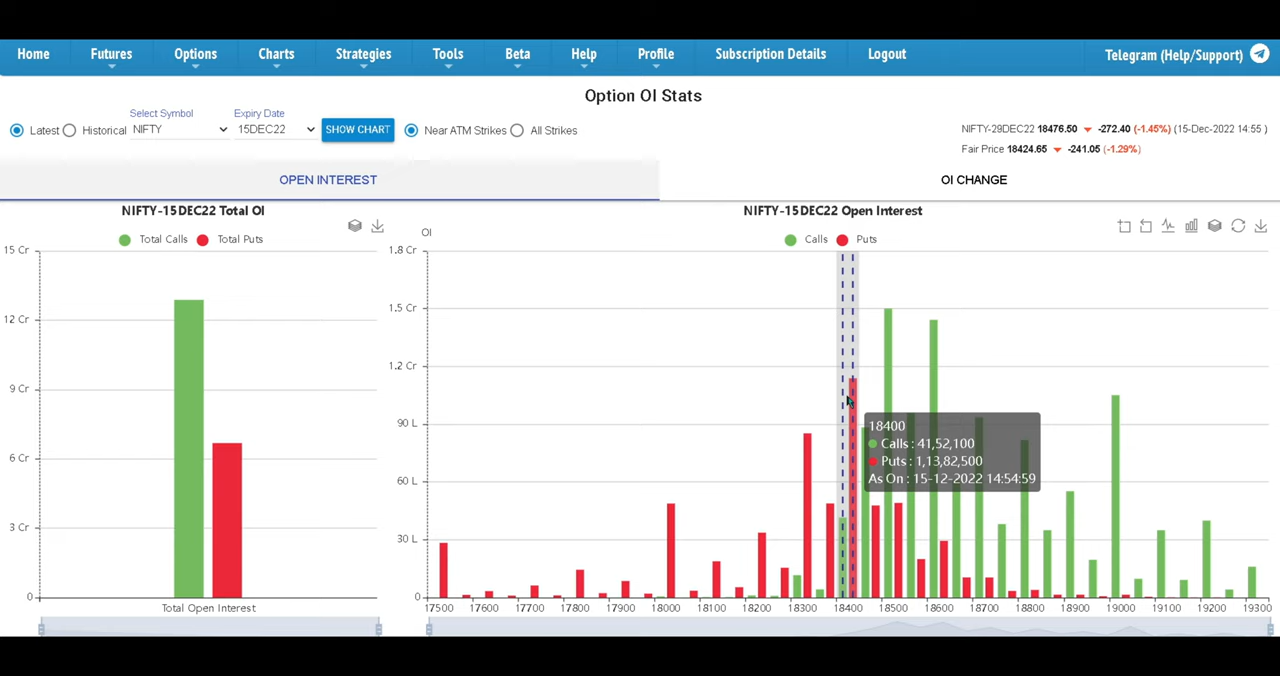 Home Futures Options Charts Strategies Tools Beta Help Profile Subscription Details Logout Telegram (Help/Support)
Option OI Stats
Select Symbol Expiry Date
Latest Historical NIFTY 15DEC22 SHOW CHART Near ATM Strikes All Strikes
NIFTY-29DEC22 18476.50 -272.40 (-1.45%) (15-Dec-2022 14:55 )
Fair Price 18424.65 -241.05 (-1.29%)
OPEN INTEREST OI CHANGE
NIFTY-15DEC22 Total OI
Total Calls Total Puts
15 Cr
12 Cr
9 Cr
6 Cr
3 Cr
0
Total Open Interest
NIFTY-15DEC22 Open Interest
OI
Calls Puts
1.8 Cr
1.5 Cr
1.2 Cr
90 L
60 L
30 L
0
18400
Calls : 41,52,100
Puts : 1,13,82,500
As On : 15-12-2022 14:54:59
17500 17600 17700 17800 17900 18000 18100 18200 18300 18400 18500 18600 18700 18800 18900 19000 19100 19200 19300